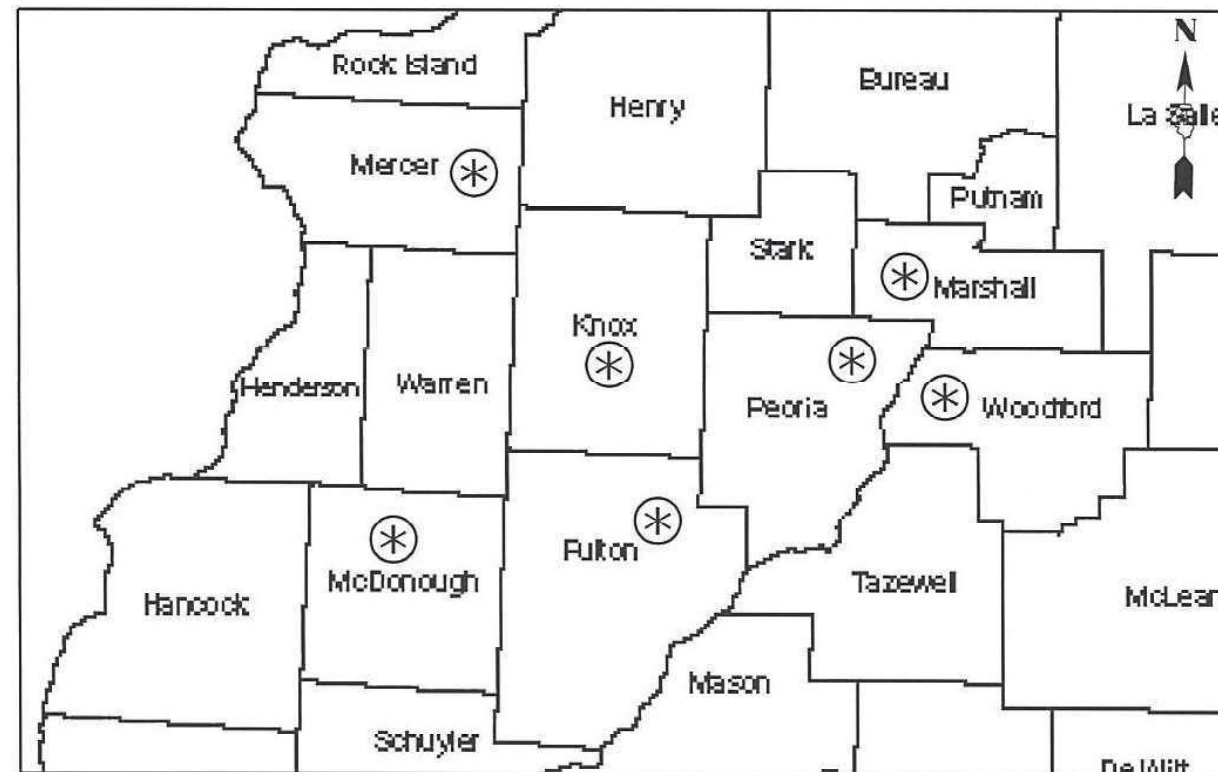 N
Rock Island
Bureau
Henry
La Salle
Mercer
Putnam
Stark
Marshall
Knox
Henderson
Warren
Peoria
Woodford
Fulton
McDonough
Tazewell
Hancock
McLean
Mason
Schuyler
De Witt